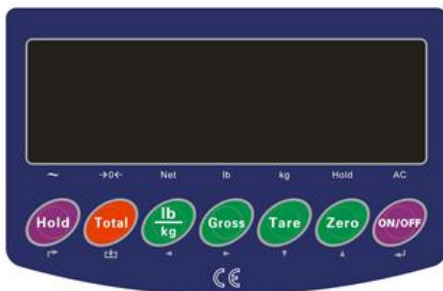 ~ →0← Net lb kg Hold AC
Hold Total lb/kg Gross Tare Zero ON/OFF
CE